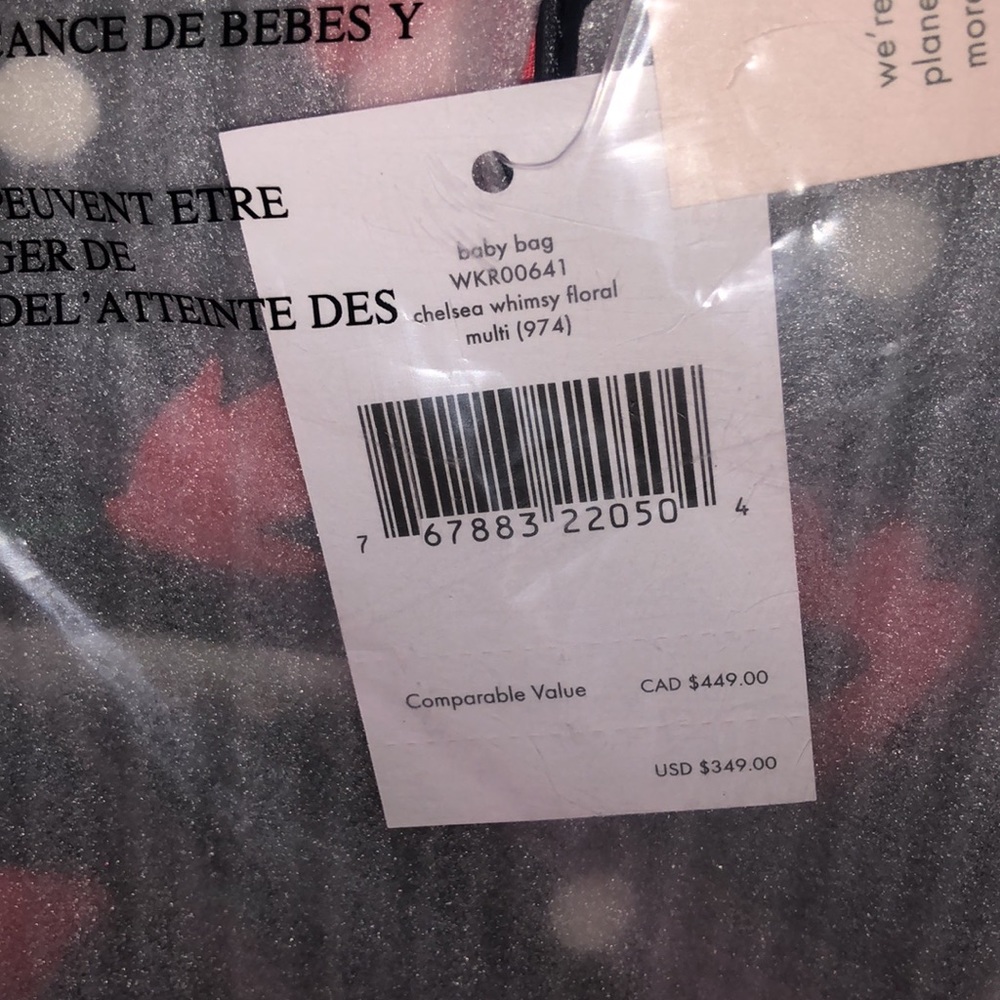 ANCE DE BEBES Y
PEUVENT ETRE
GER DE
DEL'ATTEINTE DES
we're
plane
more
baby bag
WKR00641
chelsea whimsy floral
multi (974)
7 67883 22050 4
Comparable Value CAD $449.00
USD $349.00